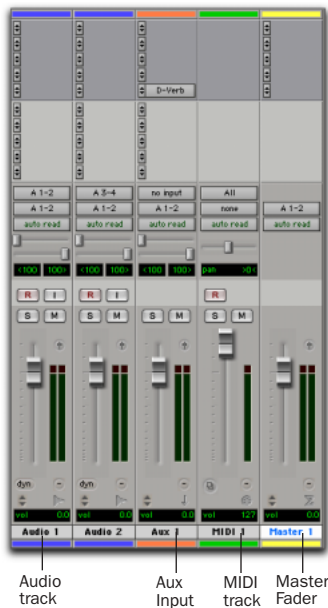 D-Verb
A 1-2 A 3-4 no input All
A 1-2 A 1-2 A 1-2 none A 1-2
auto read auto read auto read auto read auto read
<100 100> <100 100> <100 100> pan >0<
R I R I R
S M S M S M S M
dyn dyn
vol 0.0 vol 0.0 vol 0.0 vol 127 vol 0.0
Audio 1 Audio 2 Aux 1 MIDI 1 Master 1
Audio track
Aux Input
MIDI track
Master Fader